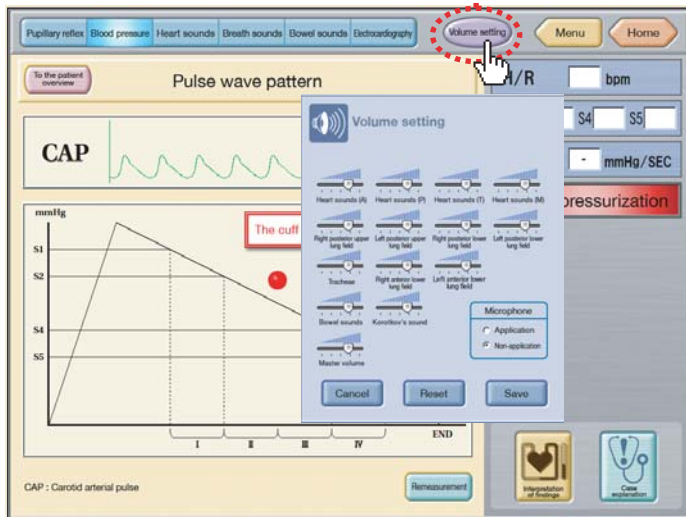 Pupillary reflex
Blood pressure
Heart sounds
Breath sounds
Bowel sounds
Electrocardiography
Volume setting
Menu
Home
To the patient
overview
Pulse wave pattern
/R
bpm
S4
S5
-
mmHg/SEC
pressurization
CAP
mmHg
The cuff
S1
S2
S4
S5
I
II
III
IV
END
CAP : Carotid arterial pulse
Remeasurement
Volume setting
Heart sounds (A)
Heart sounds (P)
Heart sounds (T)
Heart sounds (M)
Right posterior upper
lung field
Left posterior upper
lung field
Right posterior lower
lung field
Left posterior lower
lung field
Tracheae
Right anterior lower
lung field
Left anterior lower
lung field
Bowel sounds
Korotkov's sound
Master volume
Microphone
Application
Non-application
Cancel
Reset
Save
Interpretation
of findings
Case
explanation